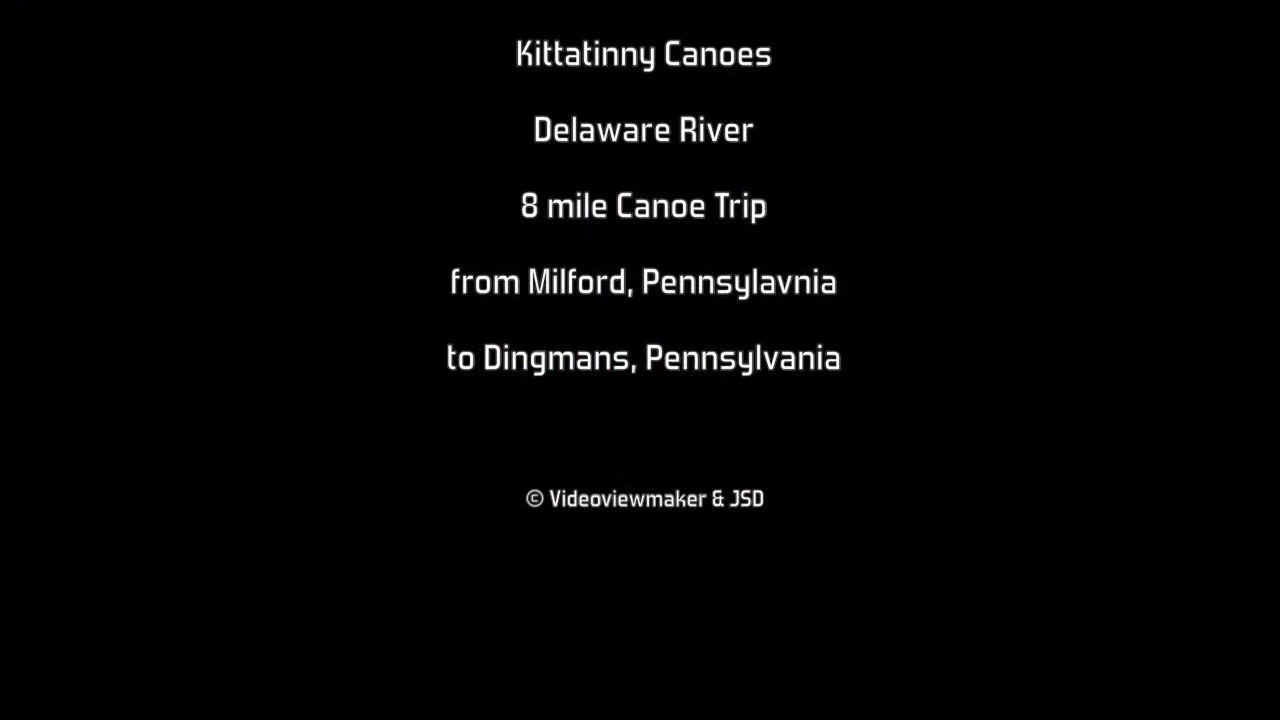 Kittatinny Canoes
Delaware River
8 mile Canoe Trip
from Milford, Pennsylavnia
to Dingmans, Pennsylvania
© Videoviewmaker & JSD